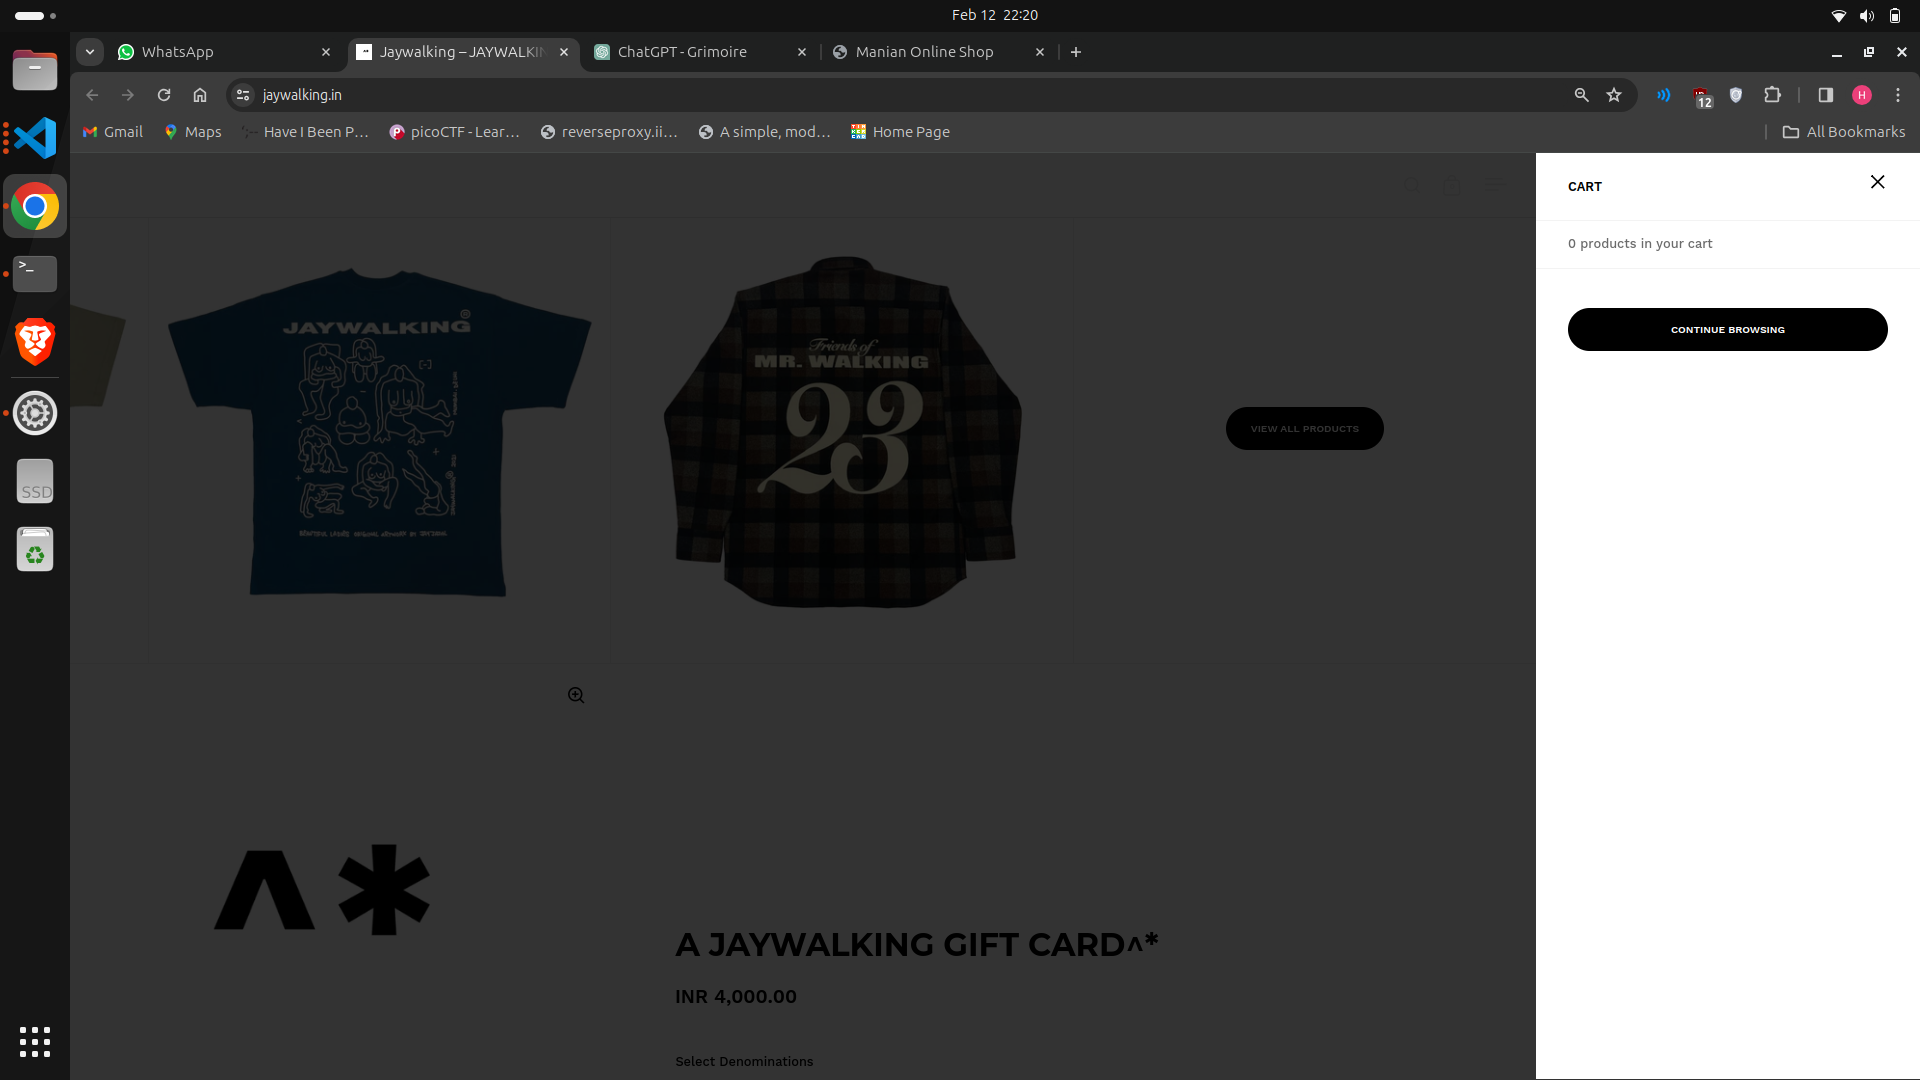 Feb 12 22:20
WhatsApp
Jaywalking – JAYWALKIN
ChatGPT - Grimoire
Manian Online Shop
jaywalking.in
12
H
Gmail
Maps
Have I Been P...
picoCTF - Lear...
reverseproxy.ii...
A simple, mod...
Home Page
All Bookmarks
CART
0 products in your cart
CONTINUE BROWSING
JAYWALKING®
Friends of
MR. WALKING
23
VIEW ALL PRODUCTS
SSD
^*
A JAYWALKING GIFT CARD^*
INR 4,000.00
Select Denominations